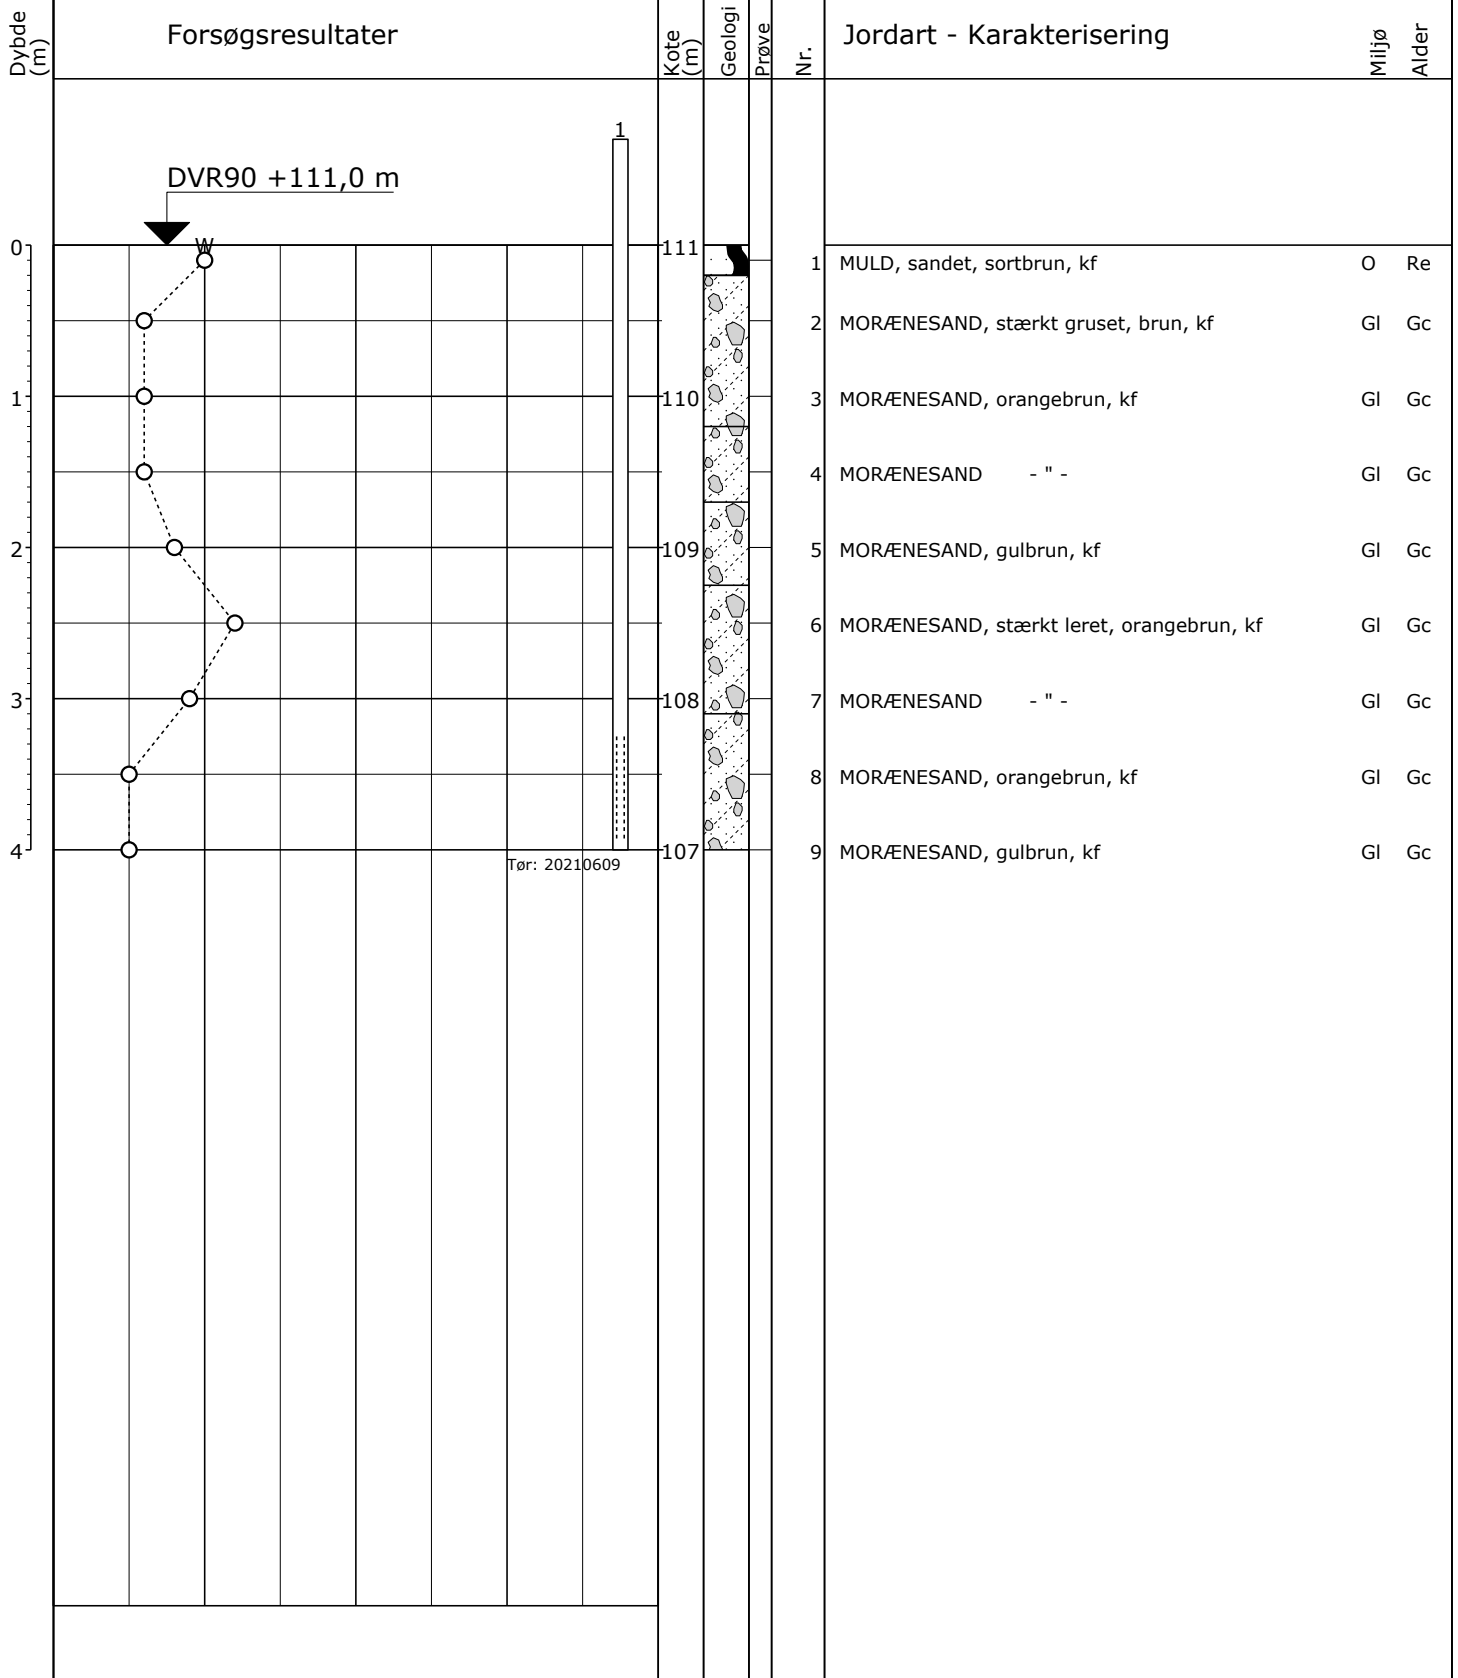 Dybde (m)
Forsøgsresultater
Kote (m)
Geologi
Prøve
Nr.
Jordart - Karakterisering
Miljø
Alder
1
DVR90 +111,0 m
W
0
111
1 MULD, sandet, sortbrun, kf O Re
2 MORÆNESAND, stærkt gruset, brun, kf Gl Gc
1
110
3 MORÆNESAND, orangebrun, kf Gl Gc
4 MORÆNESAND - " - Gl Gc
2
109
5 MORÆNESAND, gulbrun, kf Gl Gc
6 MORÆNESAND, stærkt leret, orangebrun, kf Gl Gc
3
108
7 MORÆNESAND - " - Gl Gc
8 MORÆNESAND, orangebrun, kf Gl Gc
4
107
9 MORÆNESAND, gulbrun, kf Gl Gc
Tør: 20210609